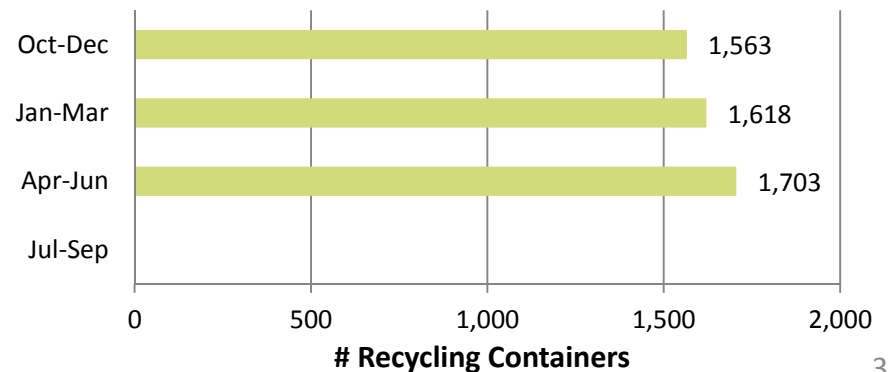 Oct-Dec 1,563
Jan-Mar 1,618
Apr-Jun 1,703
Jul-Sep
0 500 1,000 1,500 2,000
# Recycling Containers
3